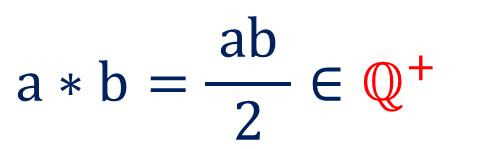 a ∗ b = ab/2 ∈ ℚ⁺